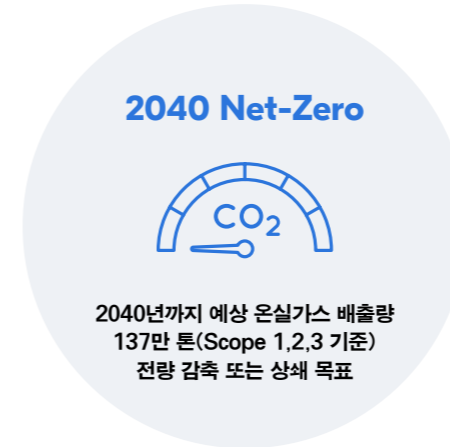 2040 Net-Zero
CO₂
2040년까지 예상 온실가스 배출량
137만 톤(Scope 1,2,3 기준)
전량 감축 또는 상쇄 목표